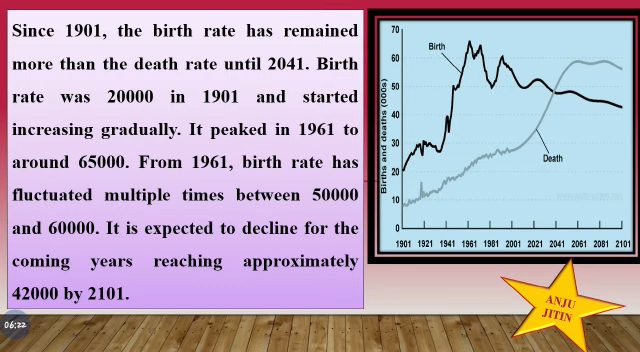 Since 1901, the birth rate has remained
more than the death rate until 2041. Birth
rate was 20000 in 1901 and started
increasing gradually. It peaked in 1961 to
around 65000. From 1961, birth rate has
fluctuated multiple times between 50000
and 60000. It is expected to decline for the
coming years reaching approximately
42000 by 2101.
Births and deaths (000s)
70
60
50
40
30
20
10
0
Birth
Death
1901 1921 1941 1961 1981 2001 2021 2041 2061 2081 2101
ANJU
JITIN
06:22